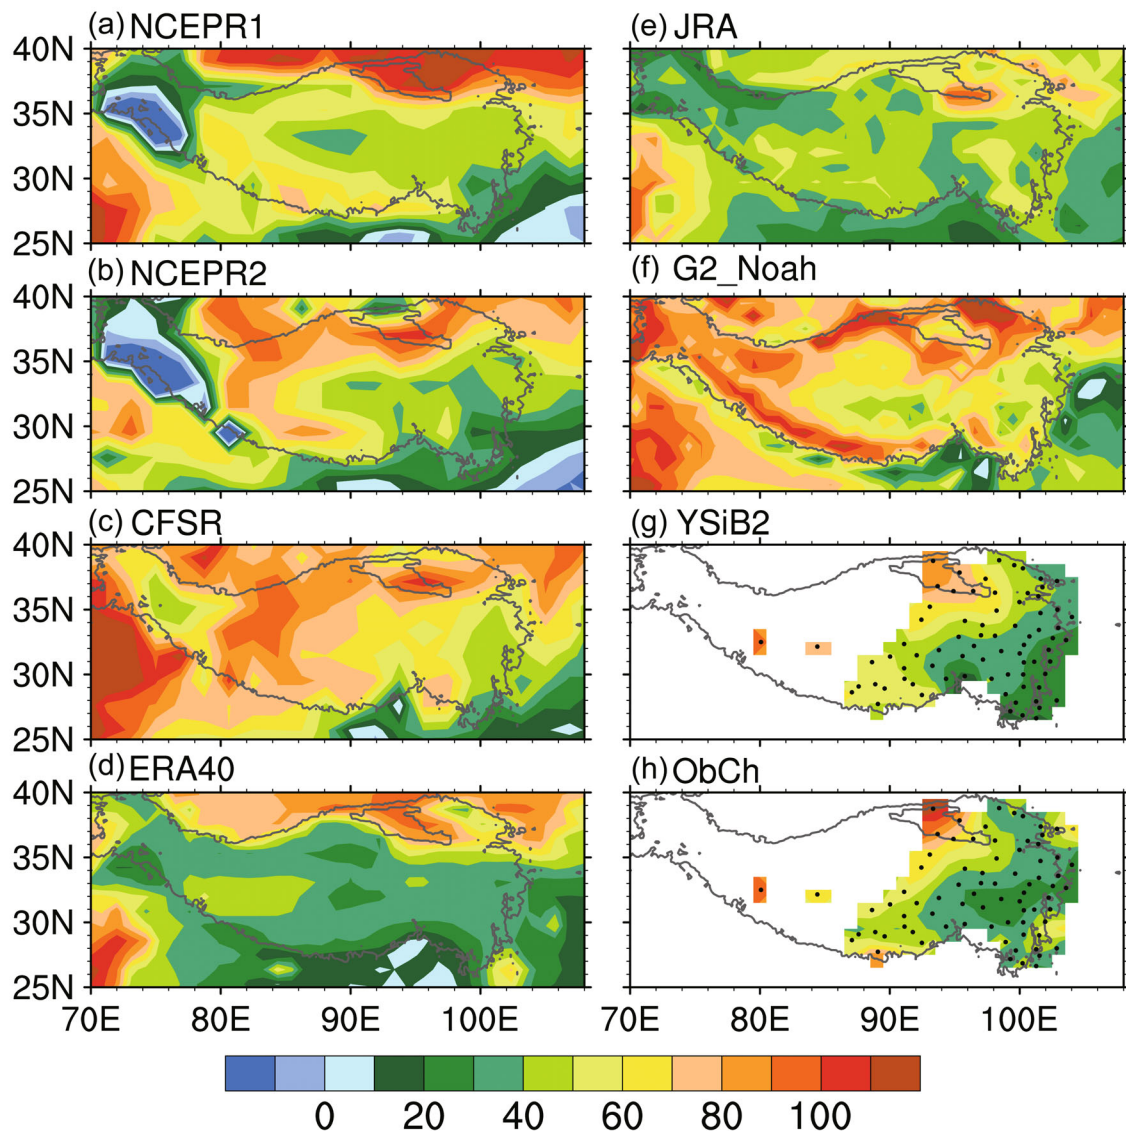 (a) NCEPR1
(e) JRA
40N
35N
30N
25N
(b) NCEPR2
(f) G2_Noah
40N
35N
30N
25N
(c) CFSR
(g) YSiB2
40N
35N
30N
25N
(d) ERA40
(h) ObCh
40N
35N
30N
25N
70E 80E 90E 100E 70E 80E 90E 100E
0 20 40 60 80 100